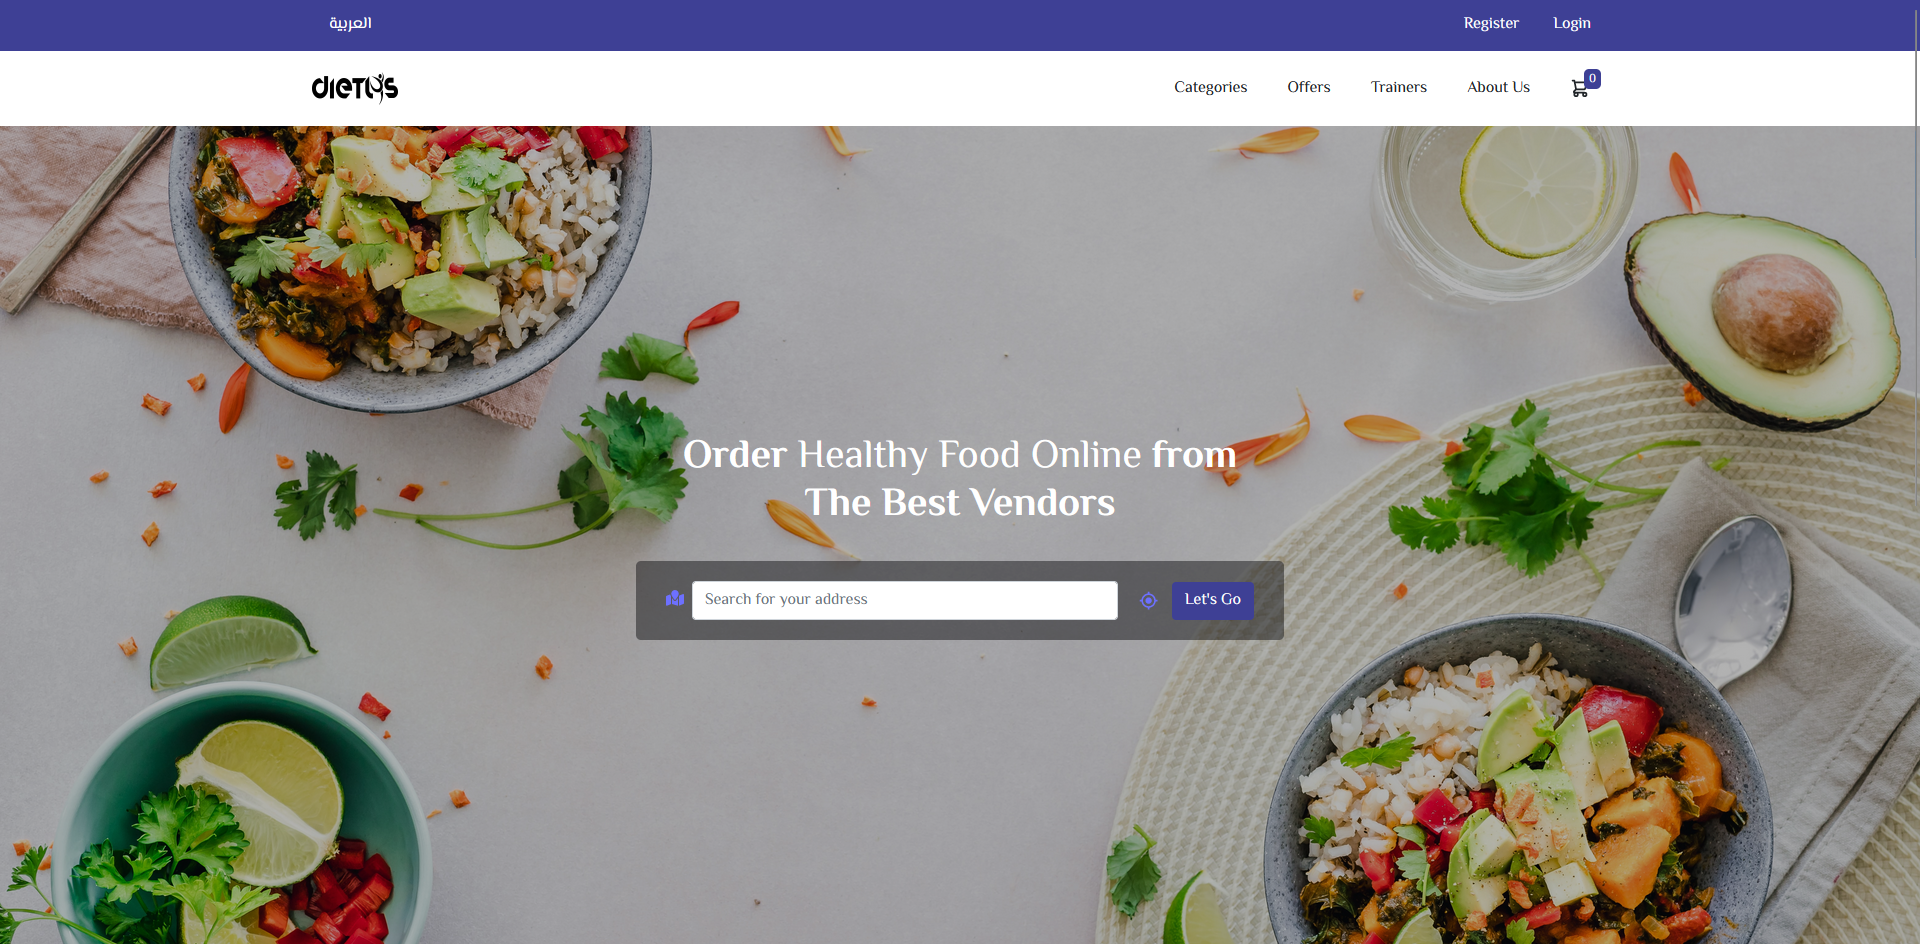 العربية
Register
Login
dieTys
Categories
Offers
Trainers
About Us
0
Order Healthy Food Online from
The Best Vendors
Search for your address
Let's Go